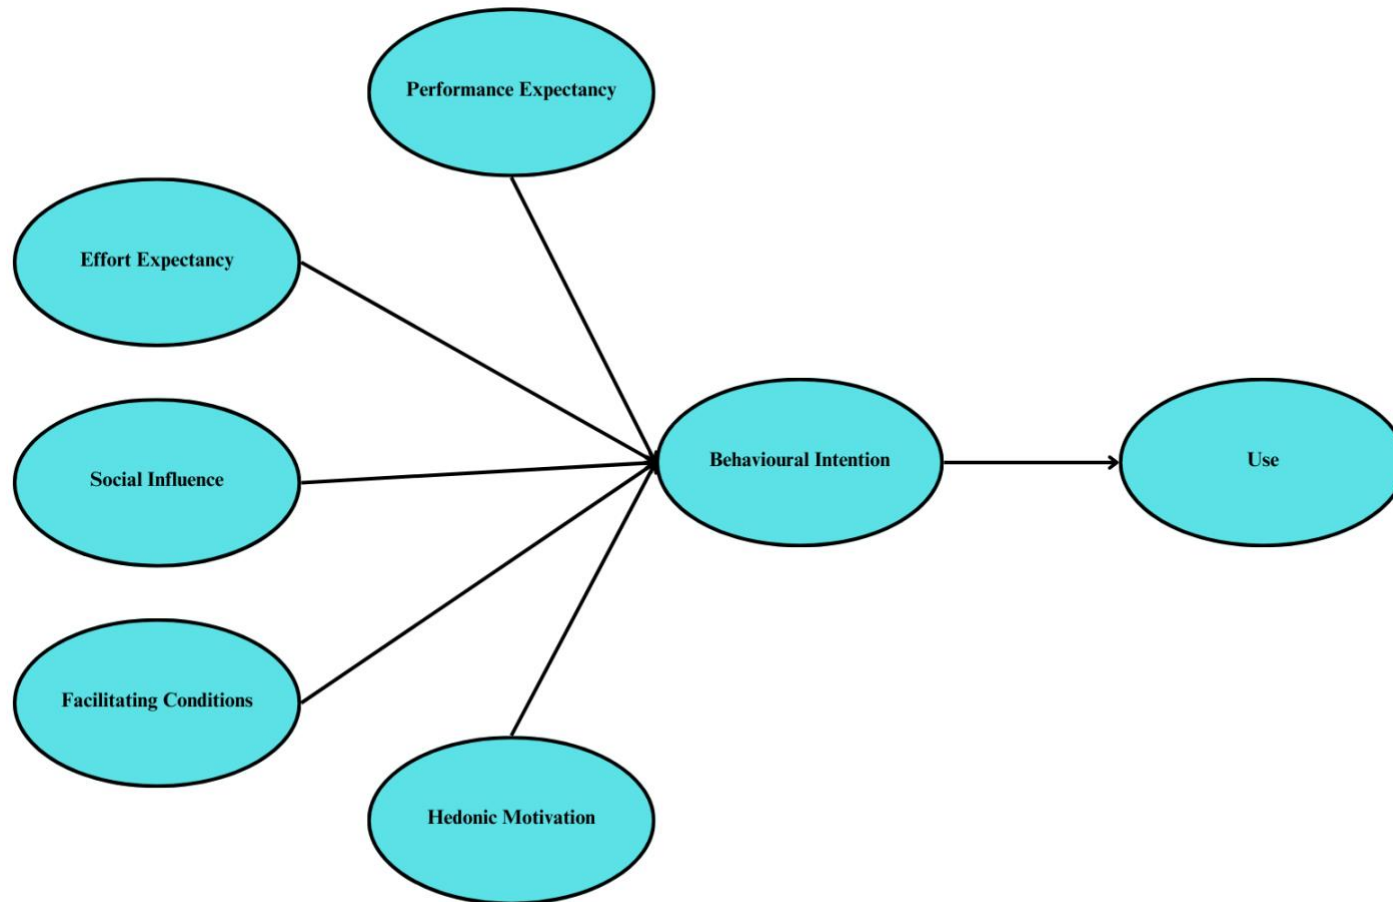 Performance Expectancy
Effort Expectancy
Social Influence
Facilitating Conditions
Hedonic Motivation
Behavioural Intention
Use